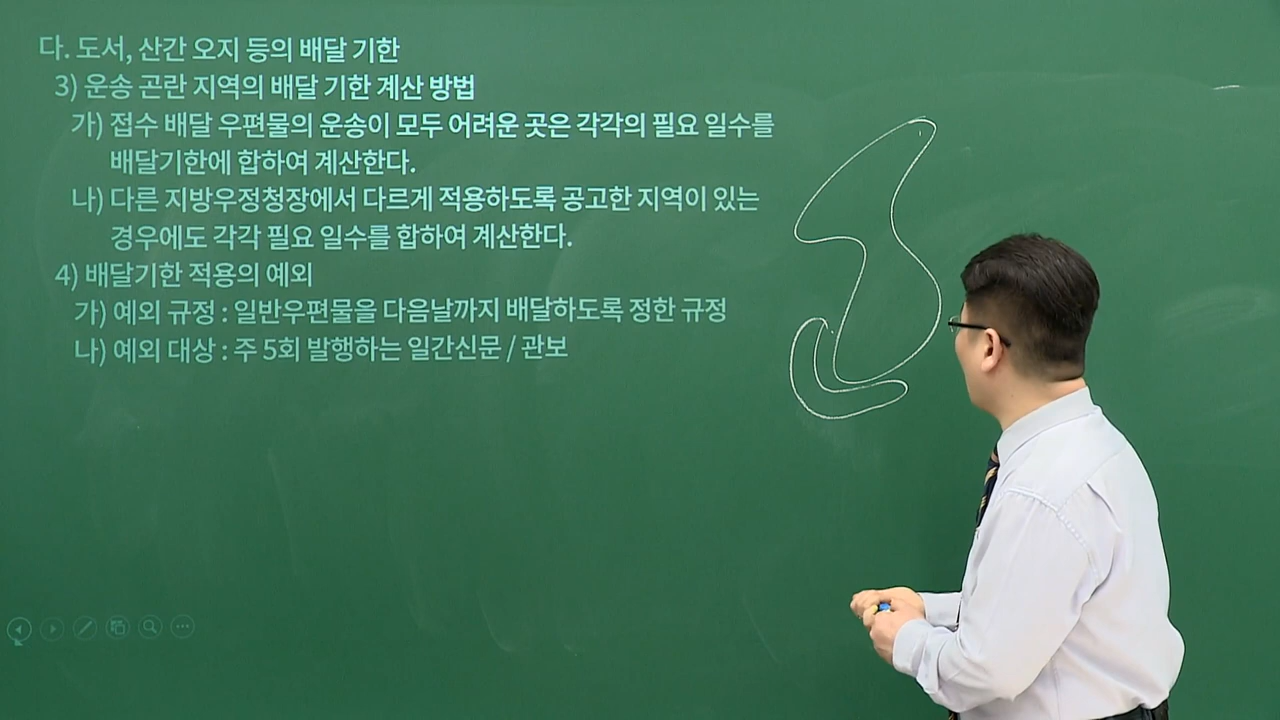 다. 도서, 산간 오지 등의 배달 기한
3) 운송 곤란 지역의 배달 기한 계산 방법
가) 접수 배달 우편물의 운송이 모두 어려운 곳은 각각의 필요 일수를
배달기한에 합하여 계산한다.
나) 다른 지방우정청장에서 다르게 적용하도록 공고한 지역이 있는
경우에도 각각 필요 일수를 합하여 계산한다.
4) 배달기한 적용의 예외
가) 예외 규정 : 일반우편물을 다음날까지 배달하도록 정한 규정
나) 예외 대상 : 주 5회 발행하는 일간신문 / 관보